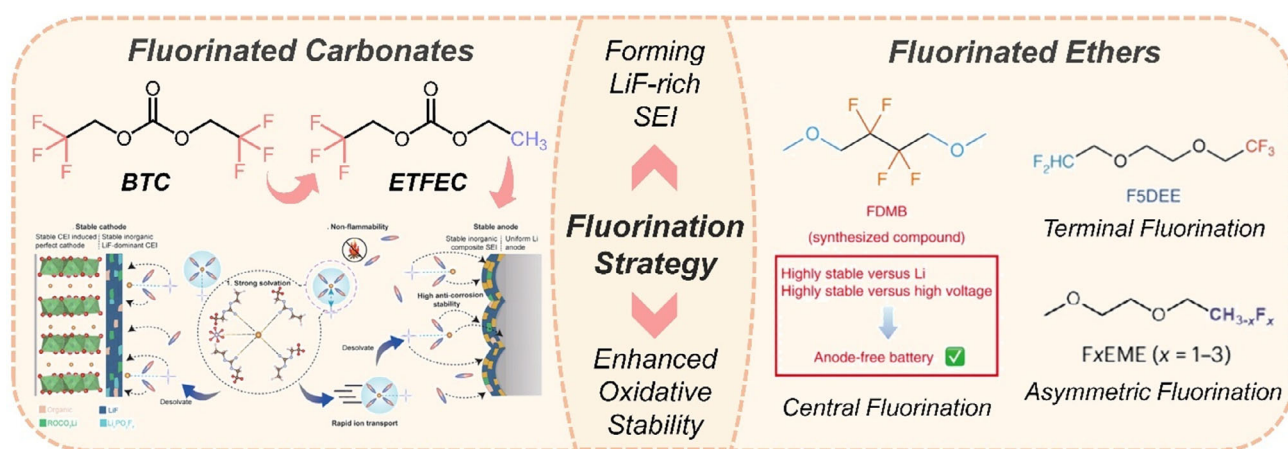 Fluorinated Carbonates
O
F
F
F
O
O
F
F
F
BTC
O
F
F
F
O
O
CH3
ETFEC
Stable cathode
Stable CEI induced
perfect cathode
Stable inorganic
LiF-dominant CEI
1. Strong solvation
Non-flammability
Stable anode
Stable inorganic
composite SEI
Uniform Li
anode
High anti-corrosion
stability
Desolvate
Desolvate
Rapid ion transport
Organic
LiF
ROCO2Li
LixPOyFz
Forming
LiF-rich
SEI
Fluorination
Strategy
Enhanced
Oxidative
Stability
Fluorinated Ethers
F
F
O
O
F
F
FDMB
(synthesized compound)
Highly stable versus Li
Highly stable versus high voltage
Anode-free battery
Central Fluorination
F2HC
O
O
CF3
F5DEE
Terminal Fluorination
O
O
CH3-xFx
FxEME (x = 1–3)
Asymmetric Fluorination